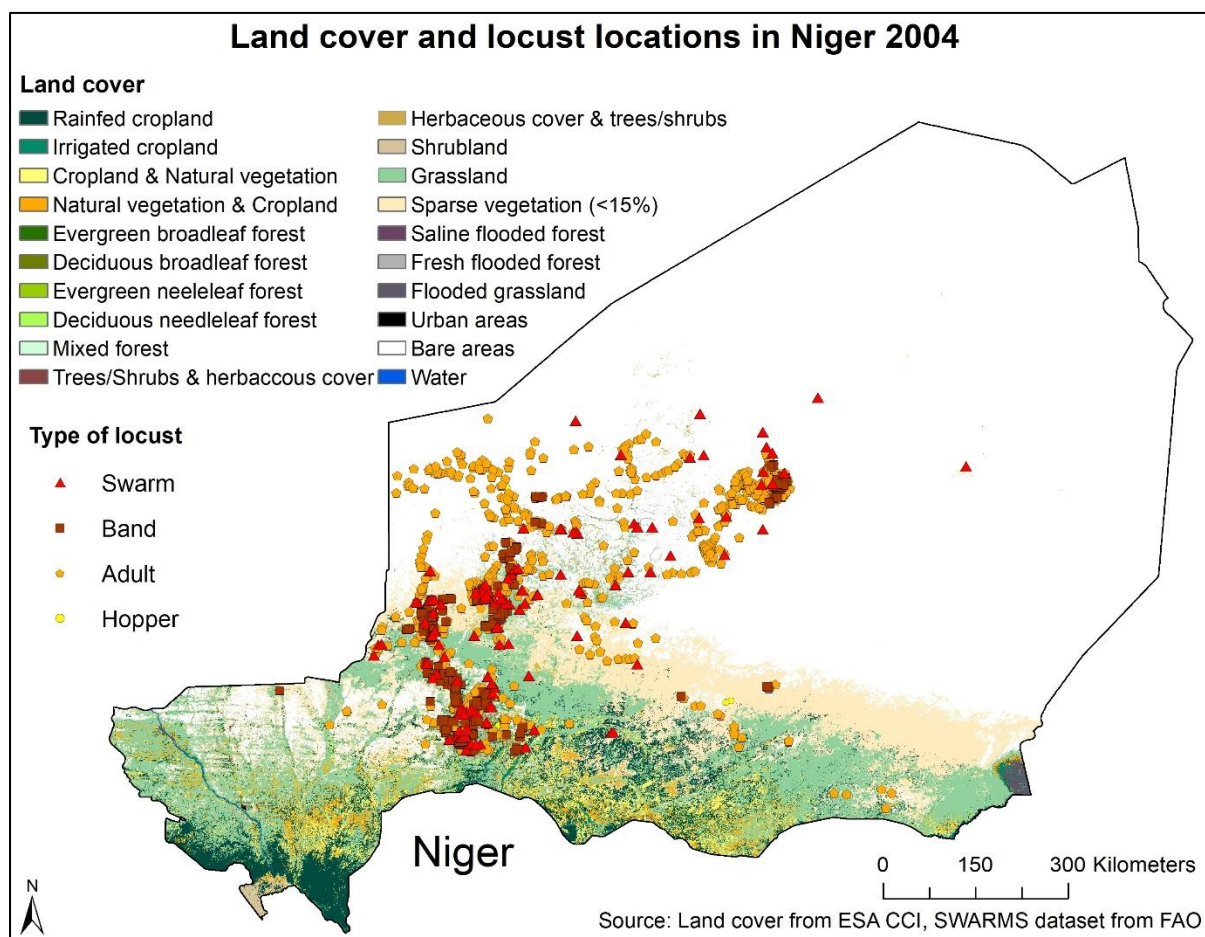 Land cover and locust locations in Niger 2004
Land cover
Rainfed cropland
Irrigated cropland
Cropland & Natural vegetation
Natural vegetation & Cropland
Evergreen broadleaf forest
Deciduous broadleaf forest
Evergreen neeleleaf forest
Deciduous needleleaf forest
Mixed forest
Trees/Shrubs & herbaccous cover
Herbaceous cover & trees/shrubs
Shrubland
Grassland
Sparse vegetation (<15%)
Saline flooded forest
Fresh flooded forest
Flooded grassland
Urban areas
Bare areas
Water
Type of locust
Swarm
Band
Adult
Hopper
Niger
0 150 300 Kilometers
N
Source: Land cover from ESA CCI, SWARMS dataset from FAO